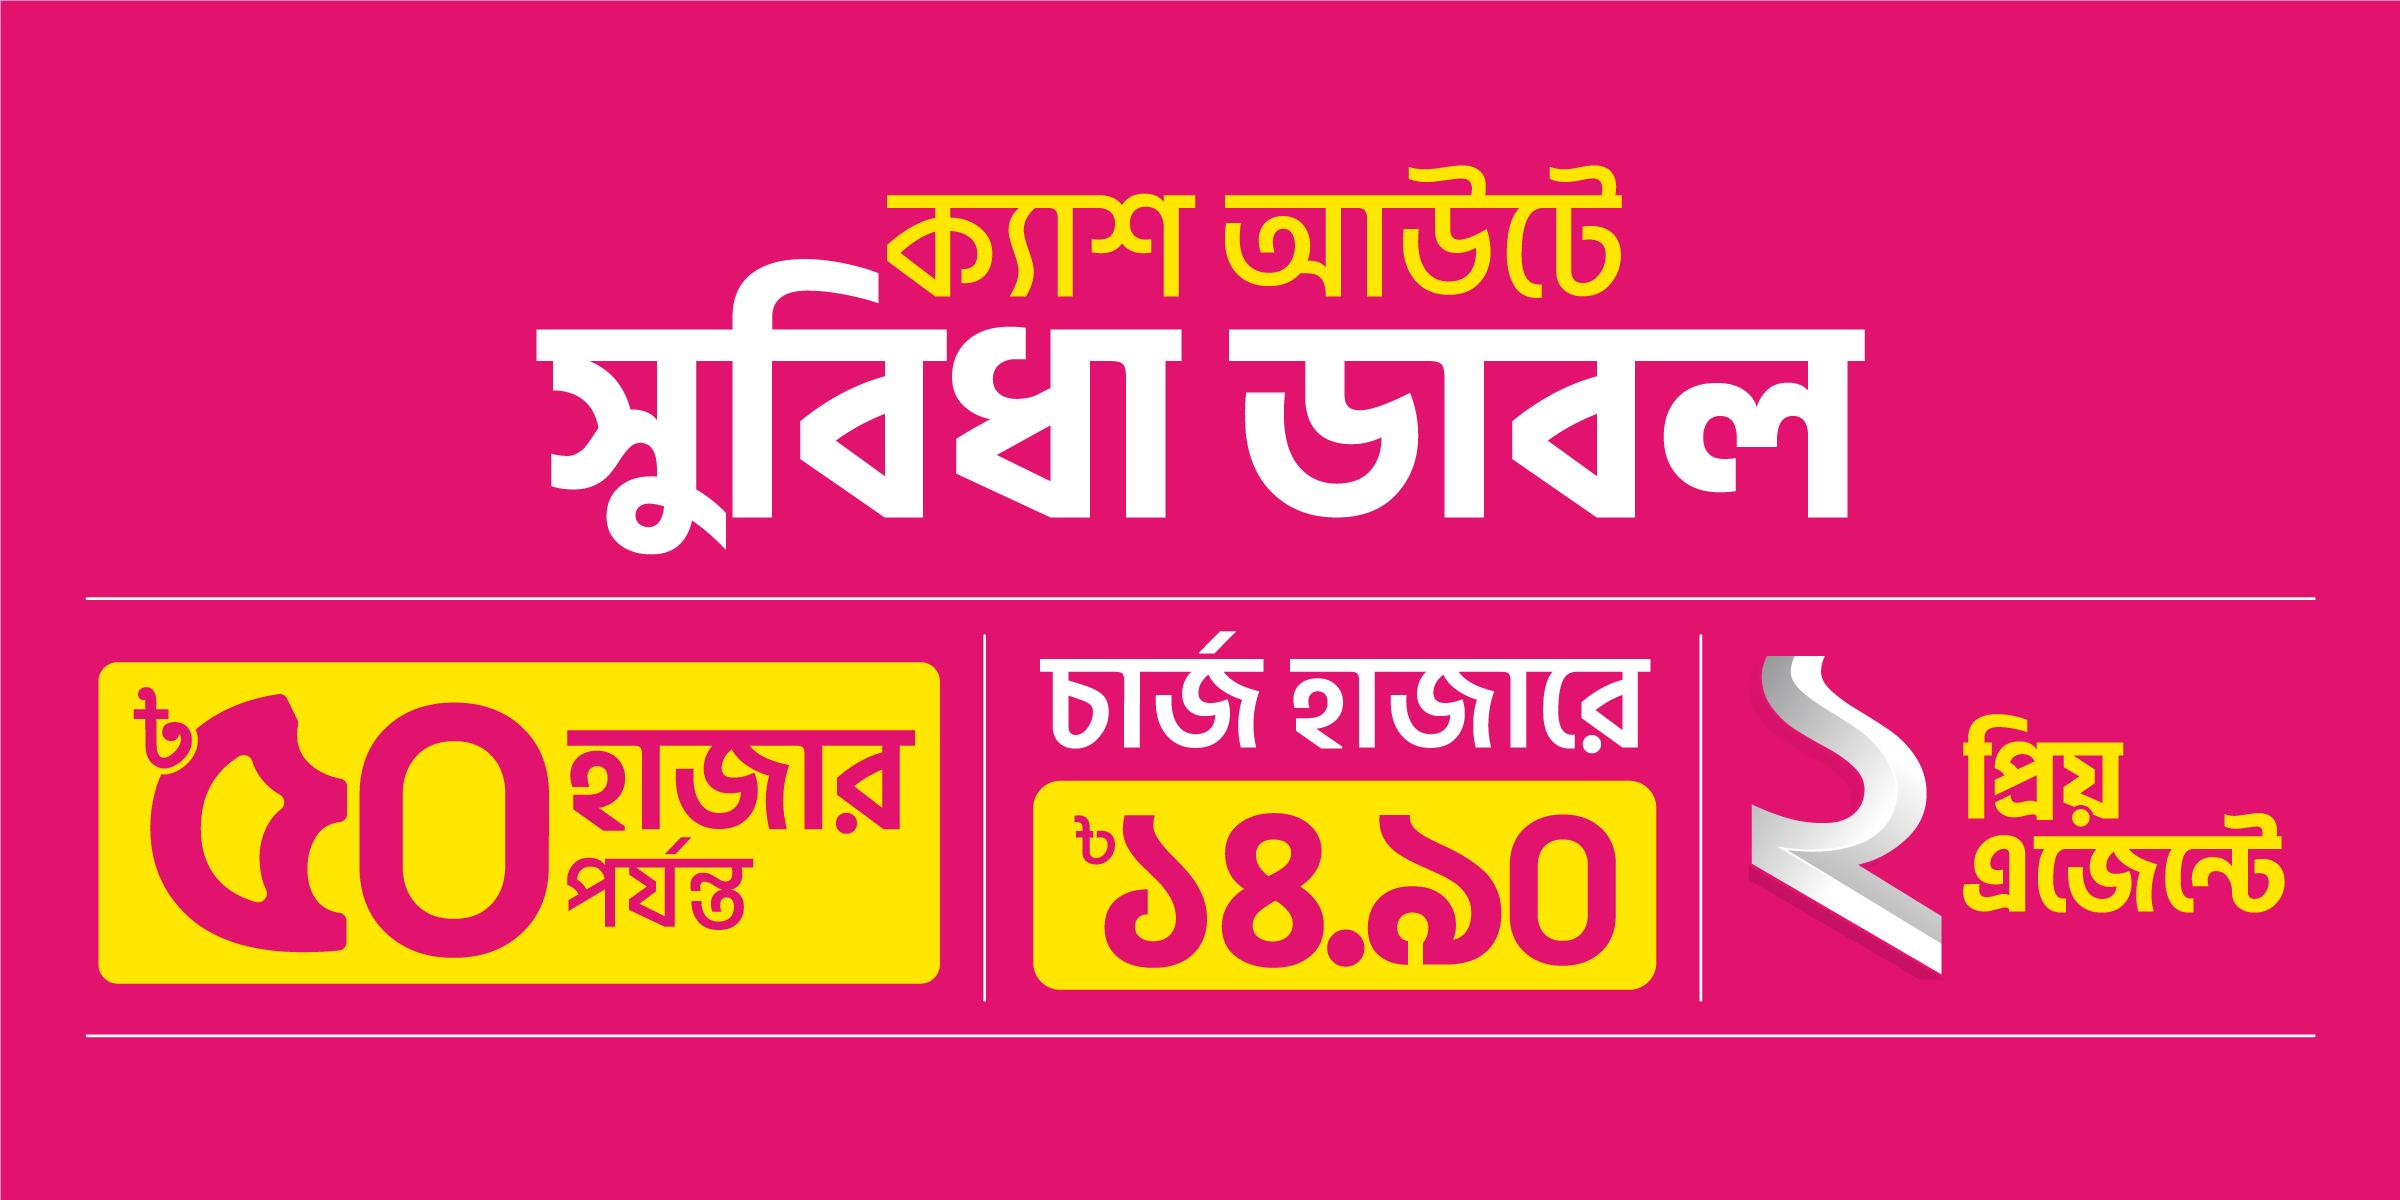 ক্যাশ আউটে
সুবিধা ডাবল
৳৫০ হাজার
পর্যন্ত
চার্জ হাজারে
৳১৪.৯০
২ প্রিয়
এজেন্টে